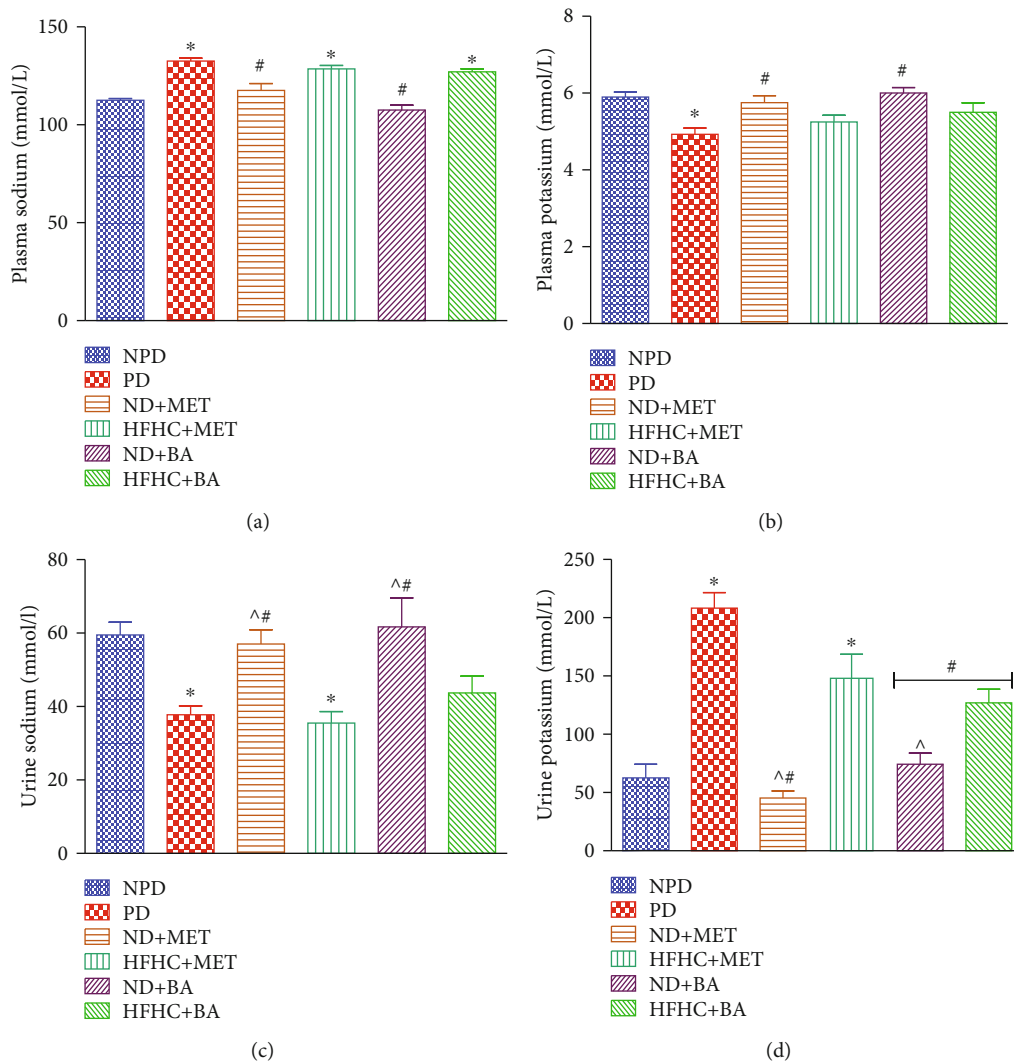 Plasma sodium (mmol/L)
150
100
50
0
*
#
*
#
*
NPD
PD
ND+MET
HFHC+MET
ND+BA
HFHC+BA
(a)
Plasma potassium (mmol/L)
8
6
4
2
0
*
#
#
NPD
PD
ND+MET
HFHC+MET
ND+BA
HFHC+BA
(b)
Urine sodium (mmol/l)
80
60
40
20
0
*
^#
*
^#
NPD
PD
ND+MET
HFHC+MET
ND+BA
HFHC+BA
(c)
Urine potassium (mmol/L)
250
200
150
100
50
0
*
^#
*
#
^
NPD
PD
ND+MET
HFHC+MET
ND+BA
HFHC+BA
(d)